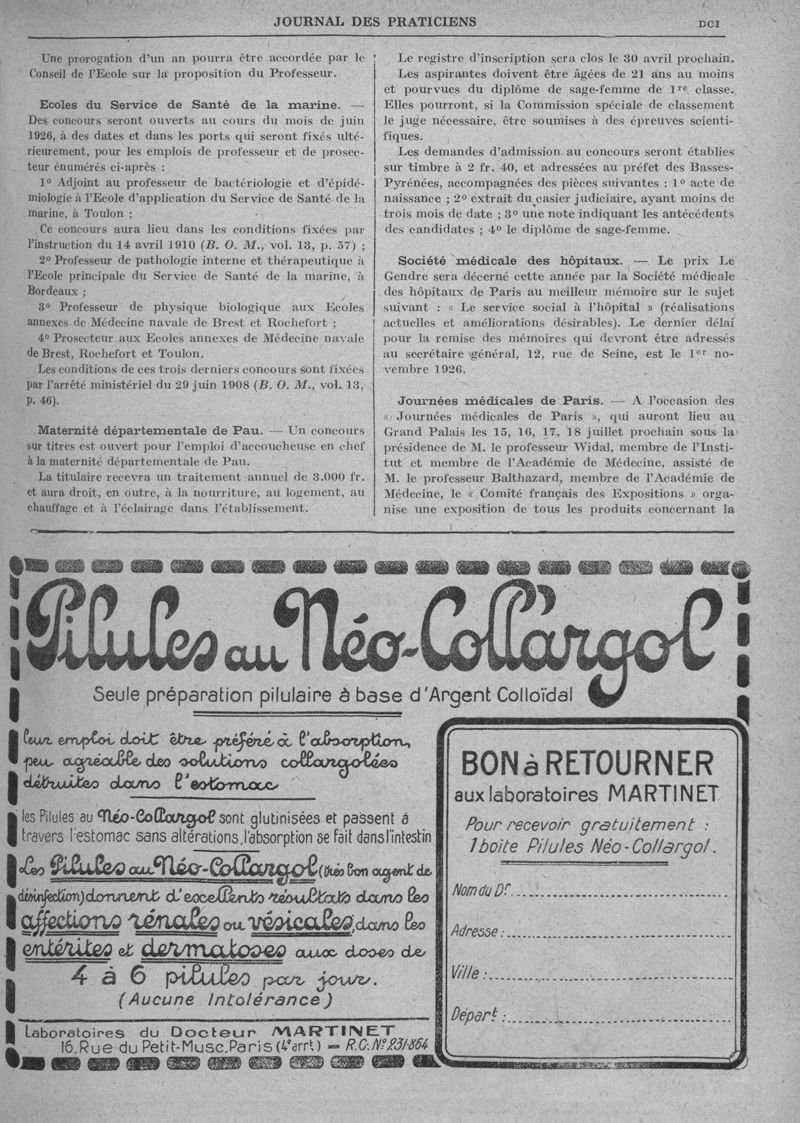 JOURNAL DES PRATICIENS
DCI
Une prorogation d'un an pourra être accordée par le
Conseil de l'Ecole sur la proposition du Professeur.
Ecoles du Service de Santé de la marine. —
Des concours seront ouverts au cours du mois de juin
1926, à des dates et dans les ports qui seront fixés ulté-
rieurement, pour les emplois de professeur et de prosec-
teur énumérés ci-après :
1º Adjoint au professeur de bactériologie et d'épidé-
miologie à l'Ecole d'application du Service de Santé de la
marine, à Toulon ;
Ce concours aura lieu dans les conditions fixées par
l'instruction du 14 avril 1910 (B. O. M., vol. 13, p. 57) ;
2º Professeur de pathologie interne et thérapeutique à
l'Ecole principale du Service de Santé de la marine, à
Bordeaux ;
3º Professeur de physique biologique aux Ecoles
annexes de Médecine navale de Brest et Rochefort ;
4º Prosecteur aux Ecoles annexes de Médecine navale
de Brest, Rochefort et Toulon.
Les conditions de ces trois derniers concours sont fixées
par l'arrêté ministériel du 29 juin 1908 (B. O. M., vol. 13,
p. 46).
Maternité départementale de Pau. — Un concours
sur titres est ouvert pour l'emploi d'accoucheuse en chef
à la maternité départementale de Pau.
La titulaire recevra un traitement annuel de 3.000 fr.
et aura droit, en outre, à la nourriture, au logement, au
chauffage et à l'éclairage dans l'établissement.
Le registre d'inscription sera clos le 30 avril prochain.
Les aspirantes doivent être âgées de 21 ans au moins
et pourvues du diplôme de sage-femme de 1re classe.
Elles pourront, si la Commission spéciale de classement
le juge nécessaire, être soumises à des épreuves scienti-
fiques.
Les demandes d'admission au concours seront établies
sur timbre à 2 fr. 40, et adressées au préfet des Basses-
Pyrénées, accompagnées des pièces suivantes : 1º acte de
naissance ; 2º extrait du casier judiciaire, ayant moins de
trois mois de date ; 3º une note indiquant les antécédents
des candidates ; 4º le diplôme de sage-femme.
Société médicale des hôpitaux. — Le prix Le
Gendre sera décerné cette année par la Société médicale
des hôpitaux de Paris au meilleur mémoire sur le sujet
suivant : « Le service social à l'hôpital » (réalisations
actuelles et améliorations désirables). Le dernier délai
pour la remise des mémoires qui devront être adressés
au secrétaire général, 12, rue de Seine, est le 1er no-
vembre 1926.
Journées médicales de Paris. — A l'occasion des
« Journées médicales de Paris », qui auront lieu au
Grand Palais les 15, 16, 17, 18 juillet prochain sous la
présidence de M. le professeur Widal, membre de l'Insti-
tut et membre de l'Académie de Médecine, assisté de
M. le professeur Balthazard, membre de l'Académie de
Médecine, le « Comité français des Expositions » orga-
nise une exposition de tous les produits concernant la
Pilules au Néo-Collargol
Seule préparation pilulaire à base d'Argent Colloïdal
leur emploi doit être préféré à l'absorption,
peu agréable des solutions collargolées
détruites dans l'estomac
les Pilules au Néo-Collargol sont glutinisées et passent à
travers l'estomac sans altérations, l'absorption se fait dans l'intestin
Les Pilules au Néo-Collargol (très bon agent de
désinfection) donnent d'excellents résultats dans les
affections rénales ou vésicales, dans les
entérites et dermatoses aux doses de
4 à 6 pilules par jour.
(Aucune Intolérance)
Laboratoires du Docteur MARTINET
16, Rue du Petit-Musc, Paris (4e arrt.) — R.C. Nº 231-864
BON à RETOURNER
aux laboratoires MARTINET
Pour recevoir gratuitement :
1 boite Pilules Néo-Collargol.
Nom du Dr.
Adresse :
Ville :
Départ :